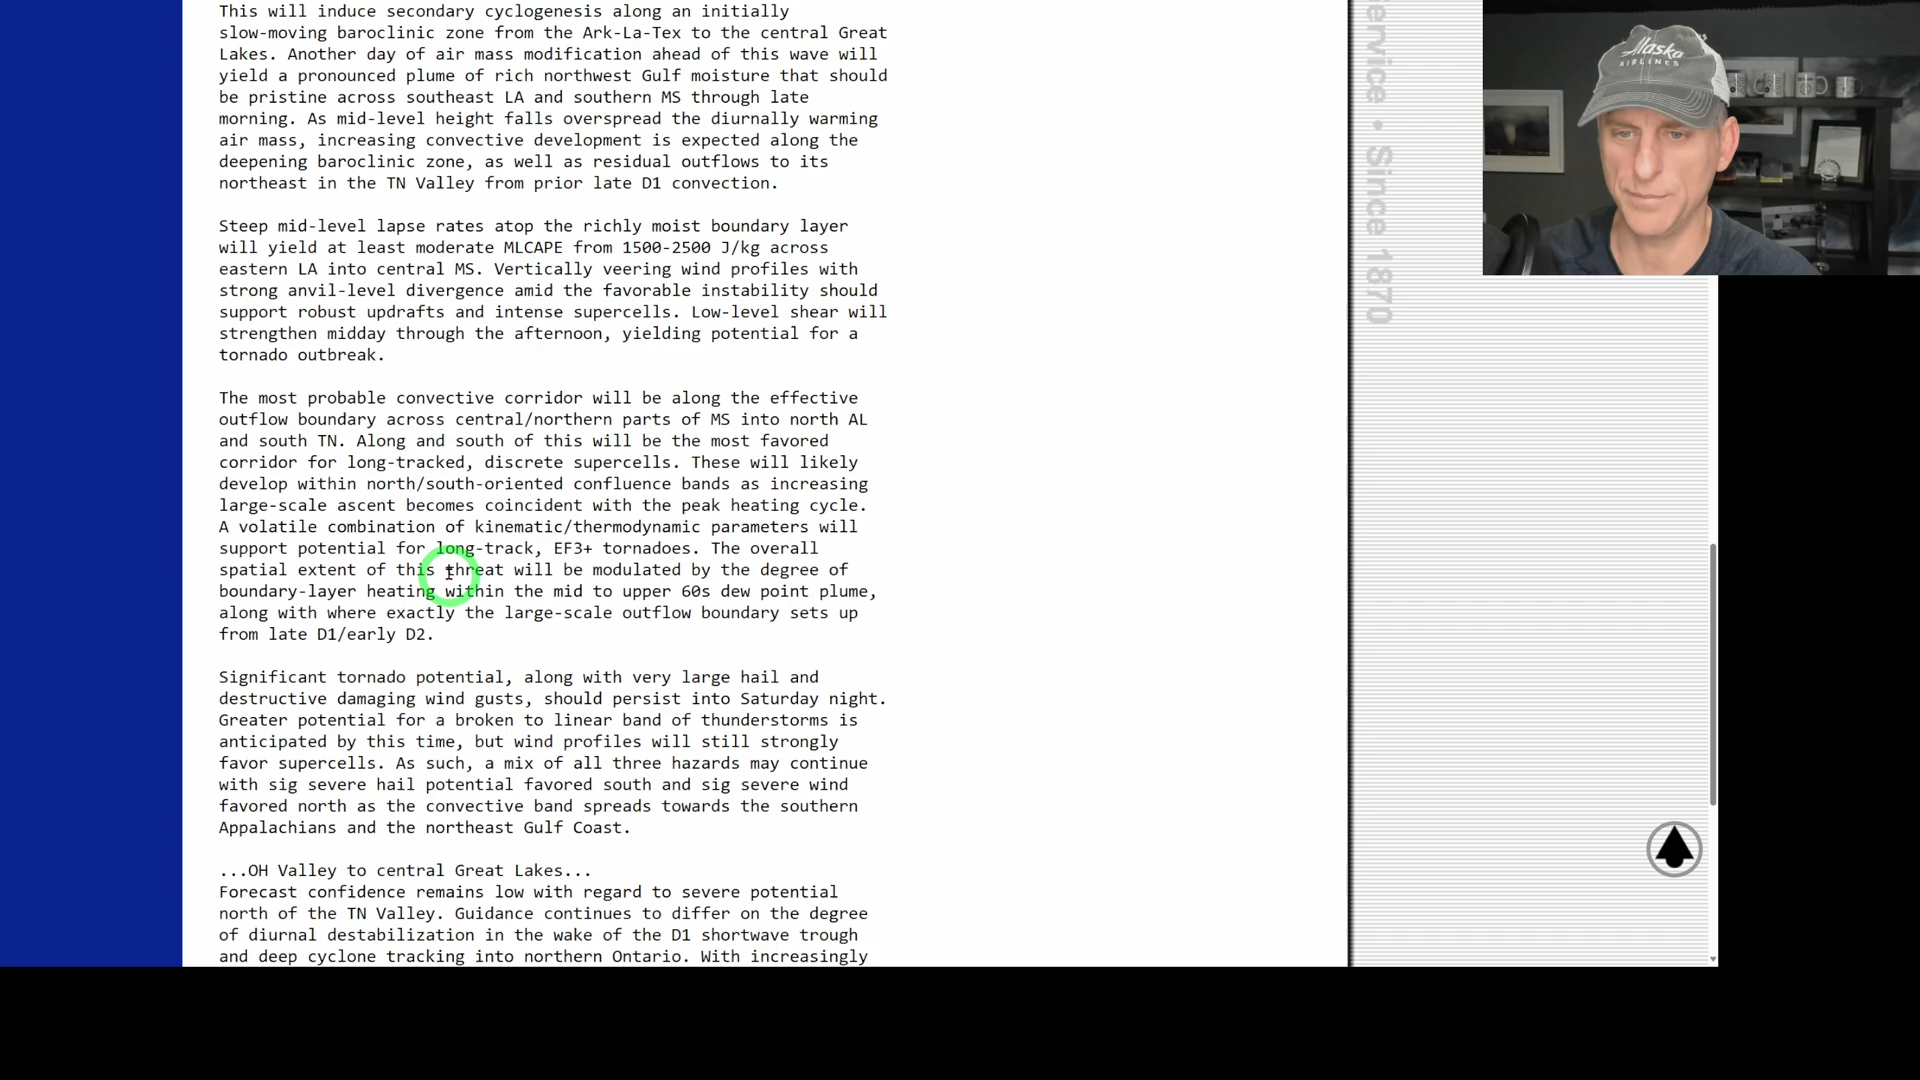 This will induce secondary cyclogenesis along an initially
slow-moving baroclinic zone from the Ark-La-Tex to the central Great
Lakes. Another day of air mass modification ahead of this wave will
yield a pronounced plume of rich northwest Gulf moisture that should
be pristine across southeast LA and southern MS through late
morning. As mid-level height falls overspread the diurnally warming
air mass, increasing convective development is expected along the
deepening baroclinic zone, as well as residual outflows to its
northeast in the TN Valley from prior late D1 convection.
Steep mid-level lapse rates atop the richly moist boundary layer
will yield at least moderate MLCAPE from 1500-2500 J/kg across
eastern LA into central MS. Vertically veering wind profiles with
strong anvil-level divergence amid the favorable instability should
support robust updrafts and intense supercells. Low-level shear will
strengthen midday through the afternoon, yielding potential for a
tornado outbreak.
The most probable convective corridor will be along the effective
outflow boundary across central/northern parts of MS into north AL
and south TN. Along and south of this will be the most favored
corridor for long-tracked, discrete supercells. These will likely
develop within north/south-oriented confluence bands as increasing
large-scale ascent becomes coincident with the peak heating cycle.
A volatile combination of kinematic/thermodynamic parameters will
support potential for long-track, EF3+ tornadoes. The overall
spatial extent of this threat will be modulated by the degree of
boundary-layer heating within the mid to upper 60s dew point plume,
along with where exactly the large-scale outflow boundary sets up
from late D1/early D2.
Significant tornado potential, along with very large hail and
destructive damaging wind gusts, should persist into Saturday night.
Greater potential for a broken to linear band of thunderstorms is
anticipated by this time, but wind profiles will still strongly
favor supercells. As such, a mix of all three hazards may continue
with sig severe hail potential favored south and sig severe wind
favored north as the convective band spreads towards the southern
Appalachians and the northeast Gulf Coast.
...OH Valley to central Great Lakes...
Forecast confidence remains low with regard to severe potential
north of the TN Valley. Guidance continues to differ on the degree
of diurnal destabilization in the wake of the D1 shortwave trough
and deep cyclone tracking into northern Ontario. With increasingly
ervice • Since 1870
Alaska
AIRLINES